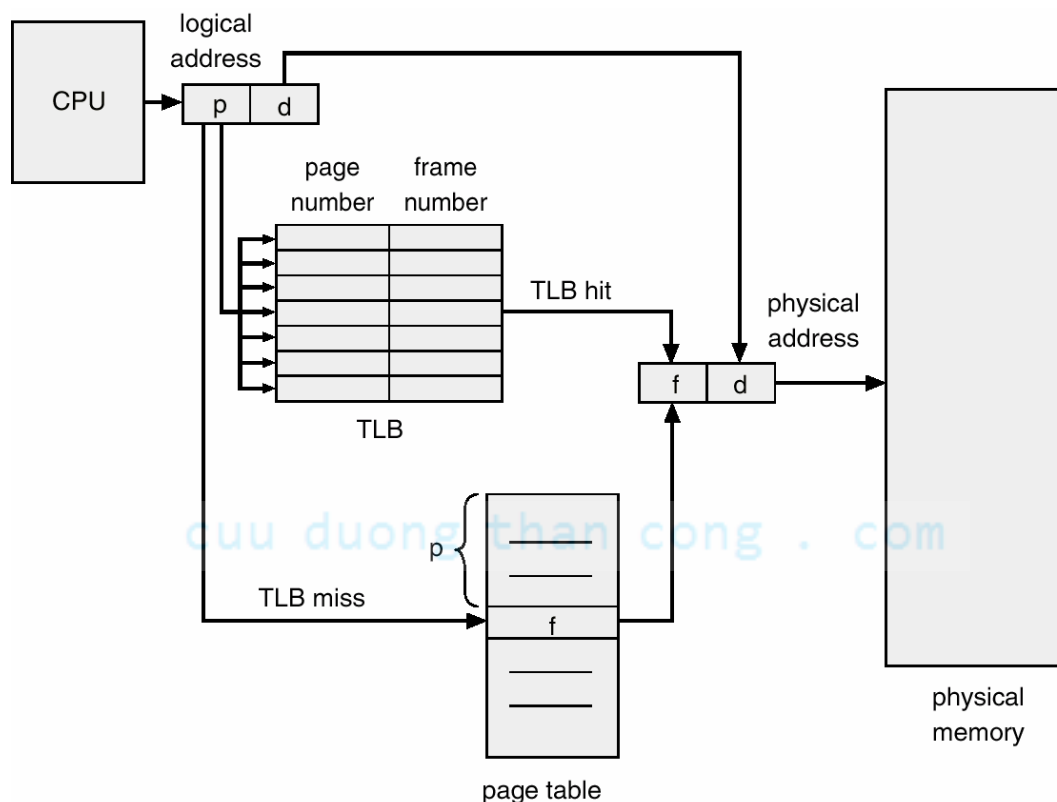 logical
address
CPU
p
d
page
number
frame
number
TLB hit
physical
address
f
d
TLB
p
cuu duong than cong . com
TLB miss
f
physical
memory
page table